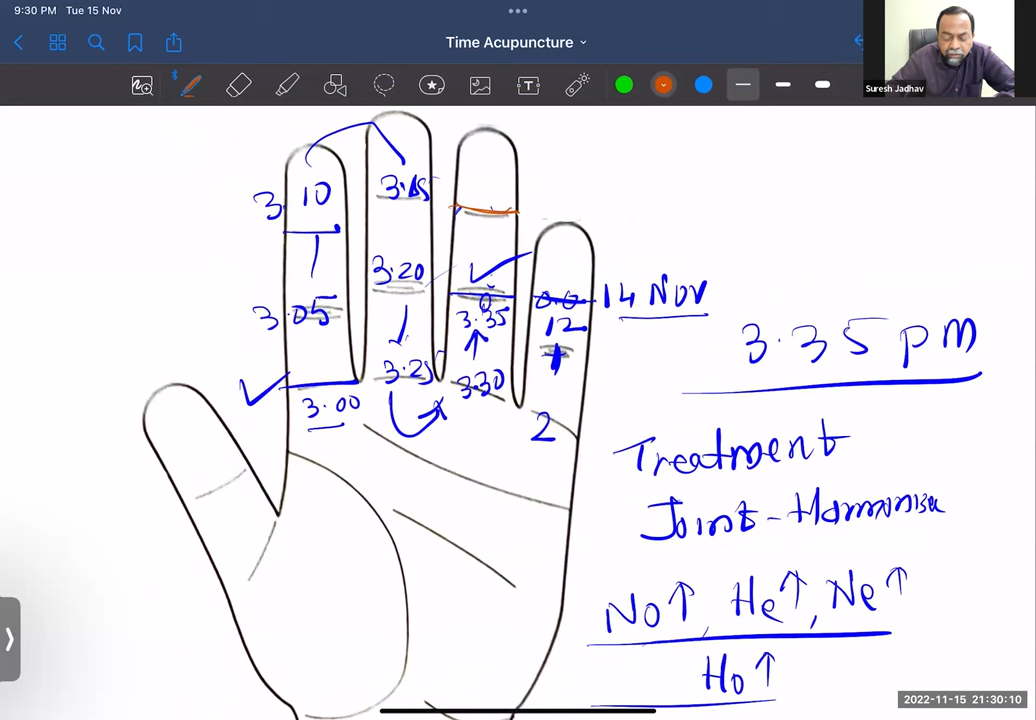 9:30 PM Tue 15 Nov
Time Acupuncture
Suresh Jadhav
3.10
3.15
3.05
3.20
3.35
14 Nov
12
3.25
3.30
3.00
2
3.35 pm
Treatment
Joint-Harmonise
No↑, He↑, Ne↑
Ho↑
2022-11-15 21:30:10